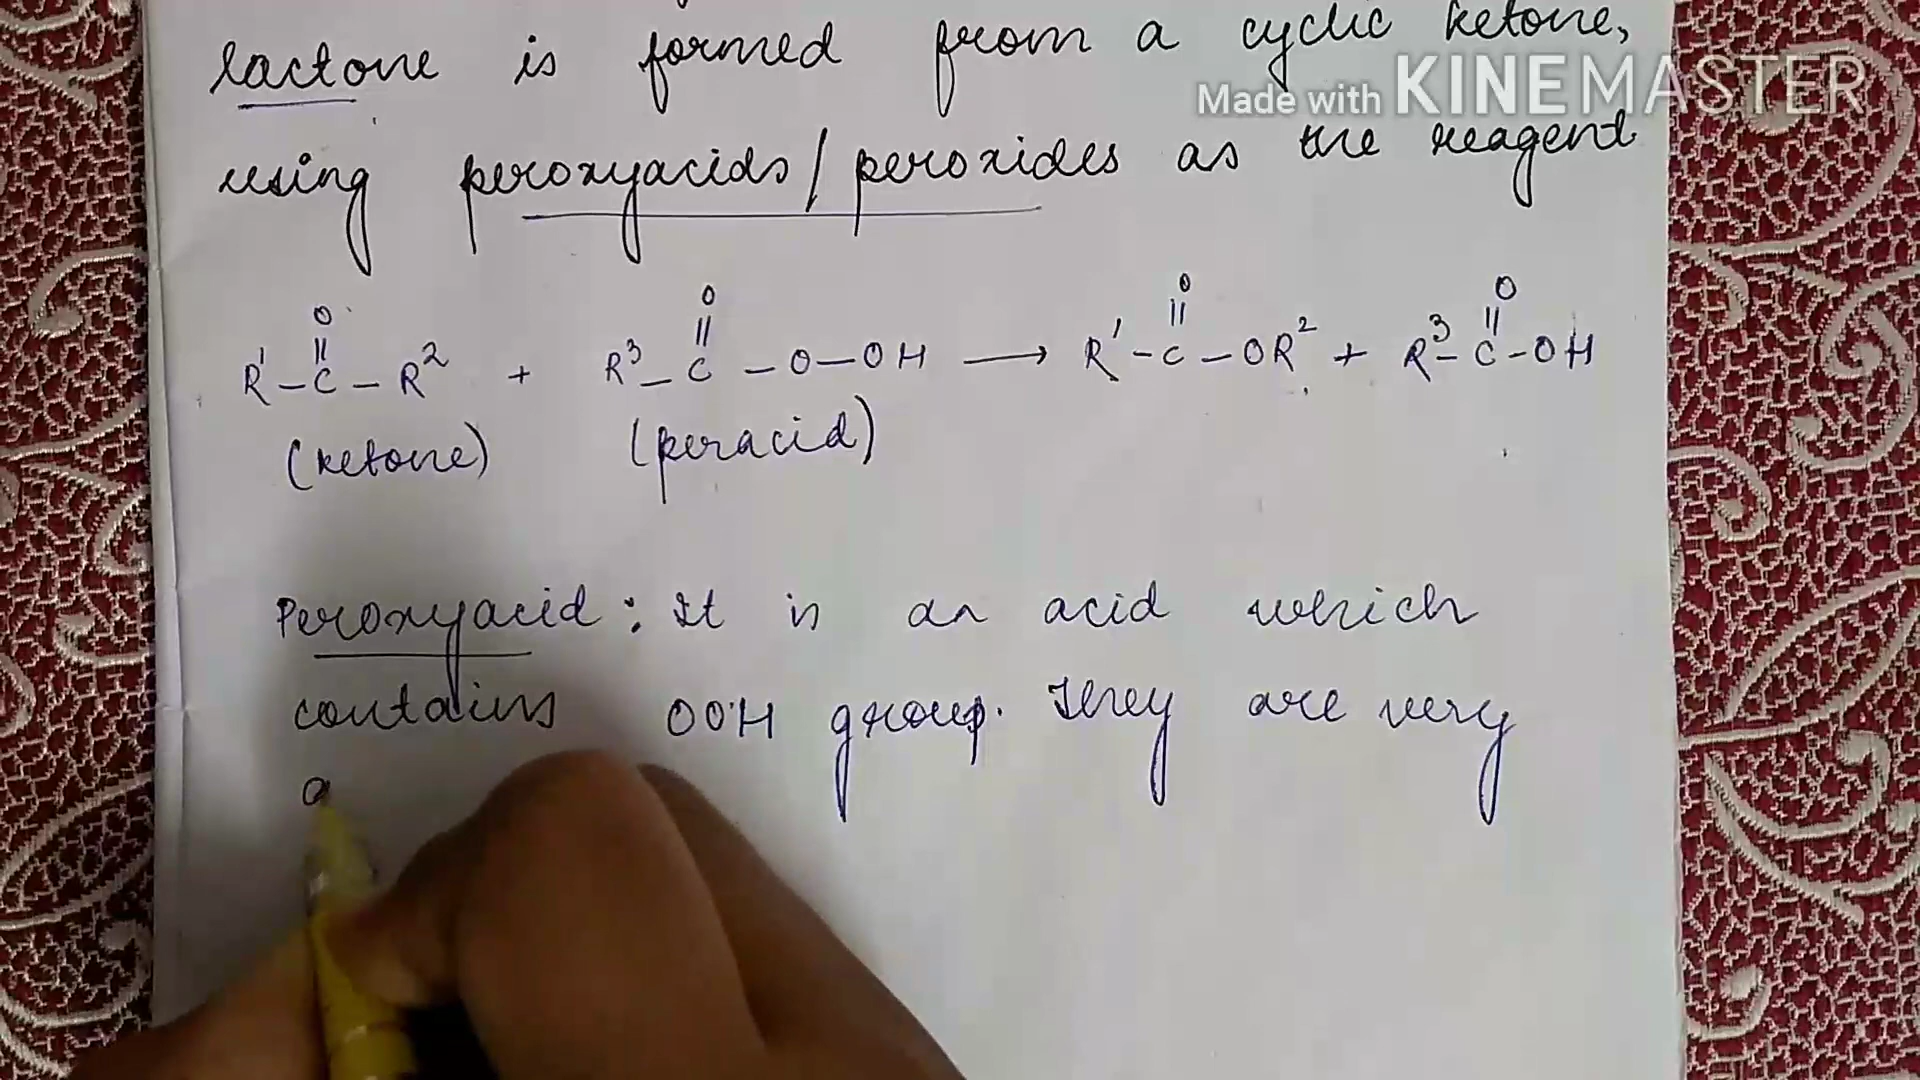 lactone is formed from a cyclic ketone,
Made with KINEMASTER
using peroxyacids/peroxides as the reagent
O O O O
|| || || ||
R¹-C-R² + R³-C-O-OH → R¹-C-OR² + R³-C-OH
(ketone) (peracid)
Peroxyacid: It is an acid which
contains OOH group. They are very